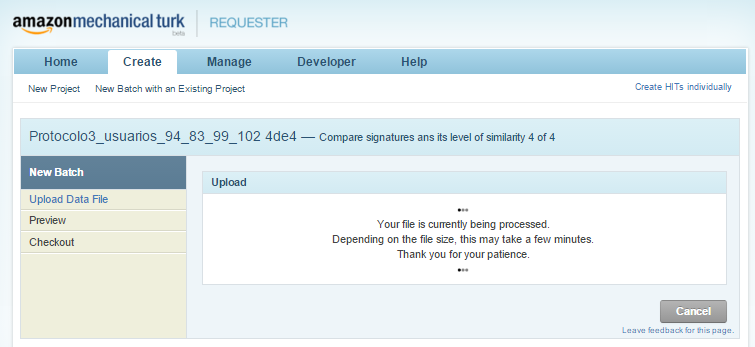 amazonmechanical turk
beta
REQUESTER
Home Create Manage Developer Help
New Project New Batch with an Existing Project Create HITs individually
Protocolo3_usuarios_94_83_99_102 4de4 — Compare signatures ans its level of similarity 4 of 4
New Batch
Upload Data File
Preview
Checkout
Upload
Your file is currently being processed.
Depending on the file size, this may take a few minutes.
Thank you for your patience.
Cancel
Leave feedback for this page.